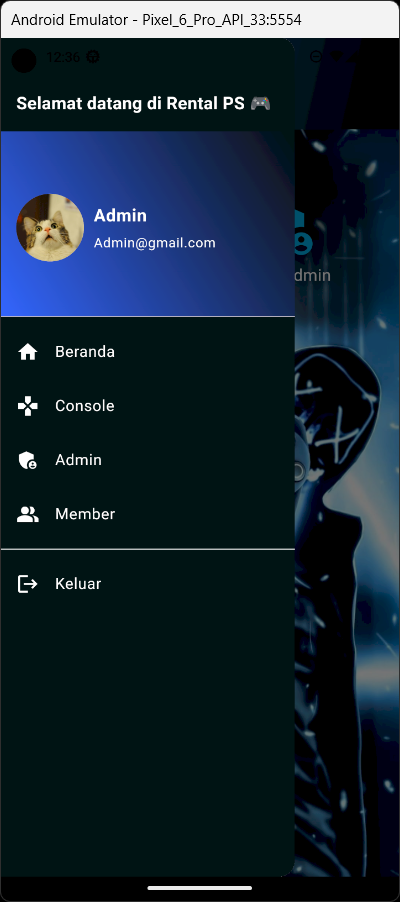 Android Emulator - Pixel_6_Pro_API_33:5554
12:36
Selamat datang di Rental PS 🎮
Admin
Admin@gmail.com
dmin
Beranda
Console
Admin
Member
Keluar